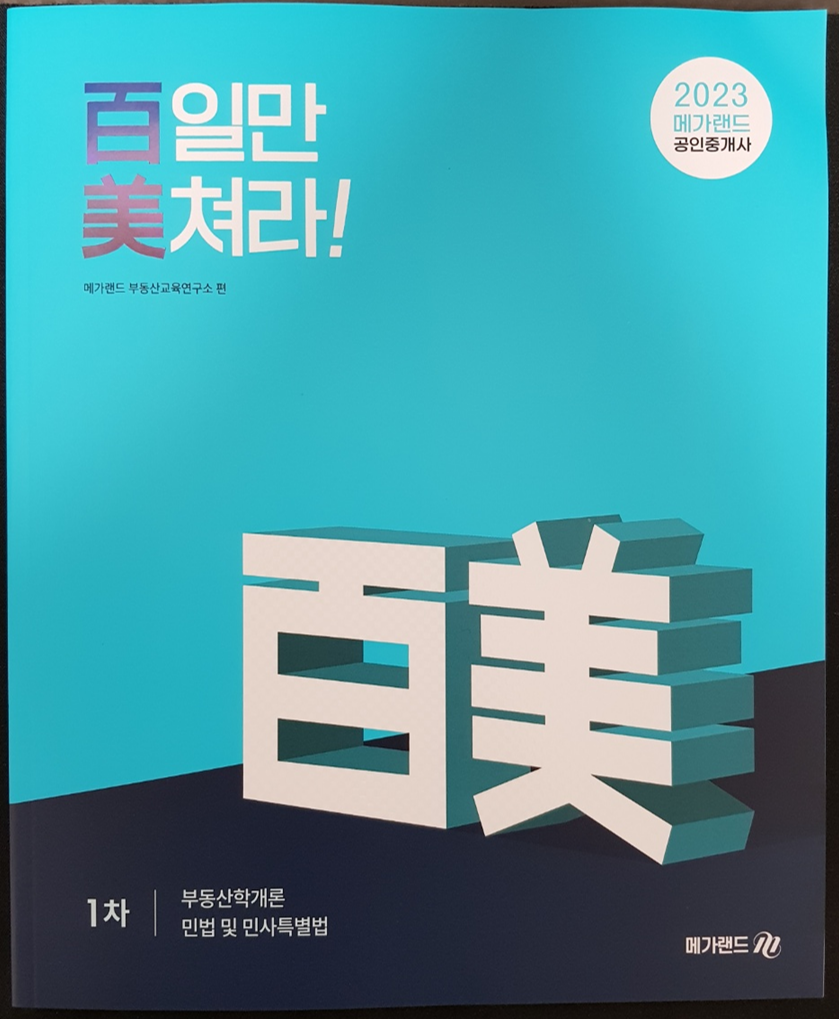 百일만
美쳐라!
메가랜드 부동산교육연구소 편
2023
메가랜드
공인중개사
百美
1차
부동산학개론
민법 및 민사특별법
메가랜드